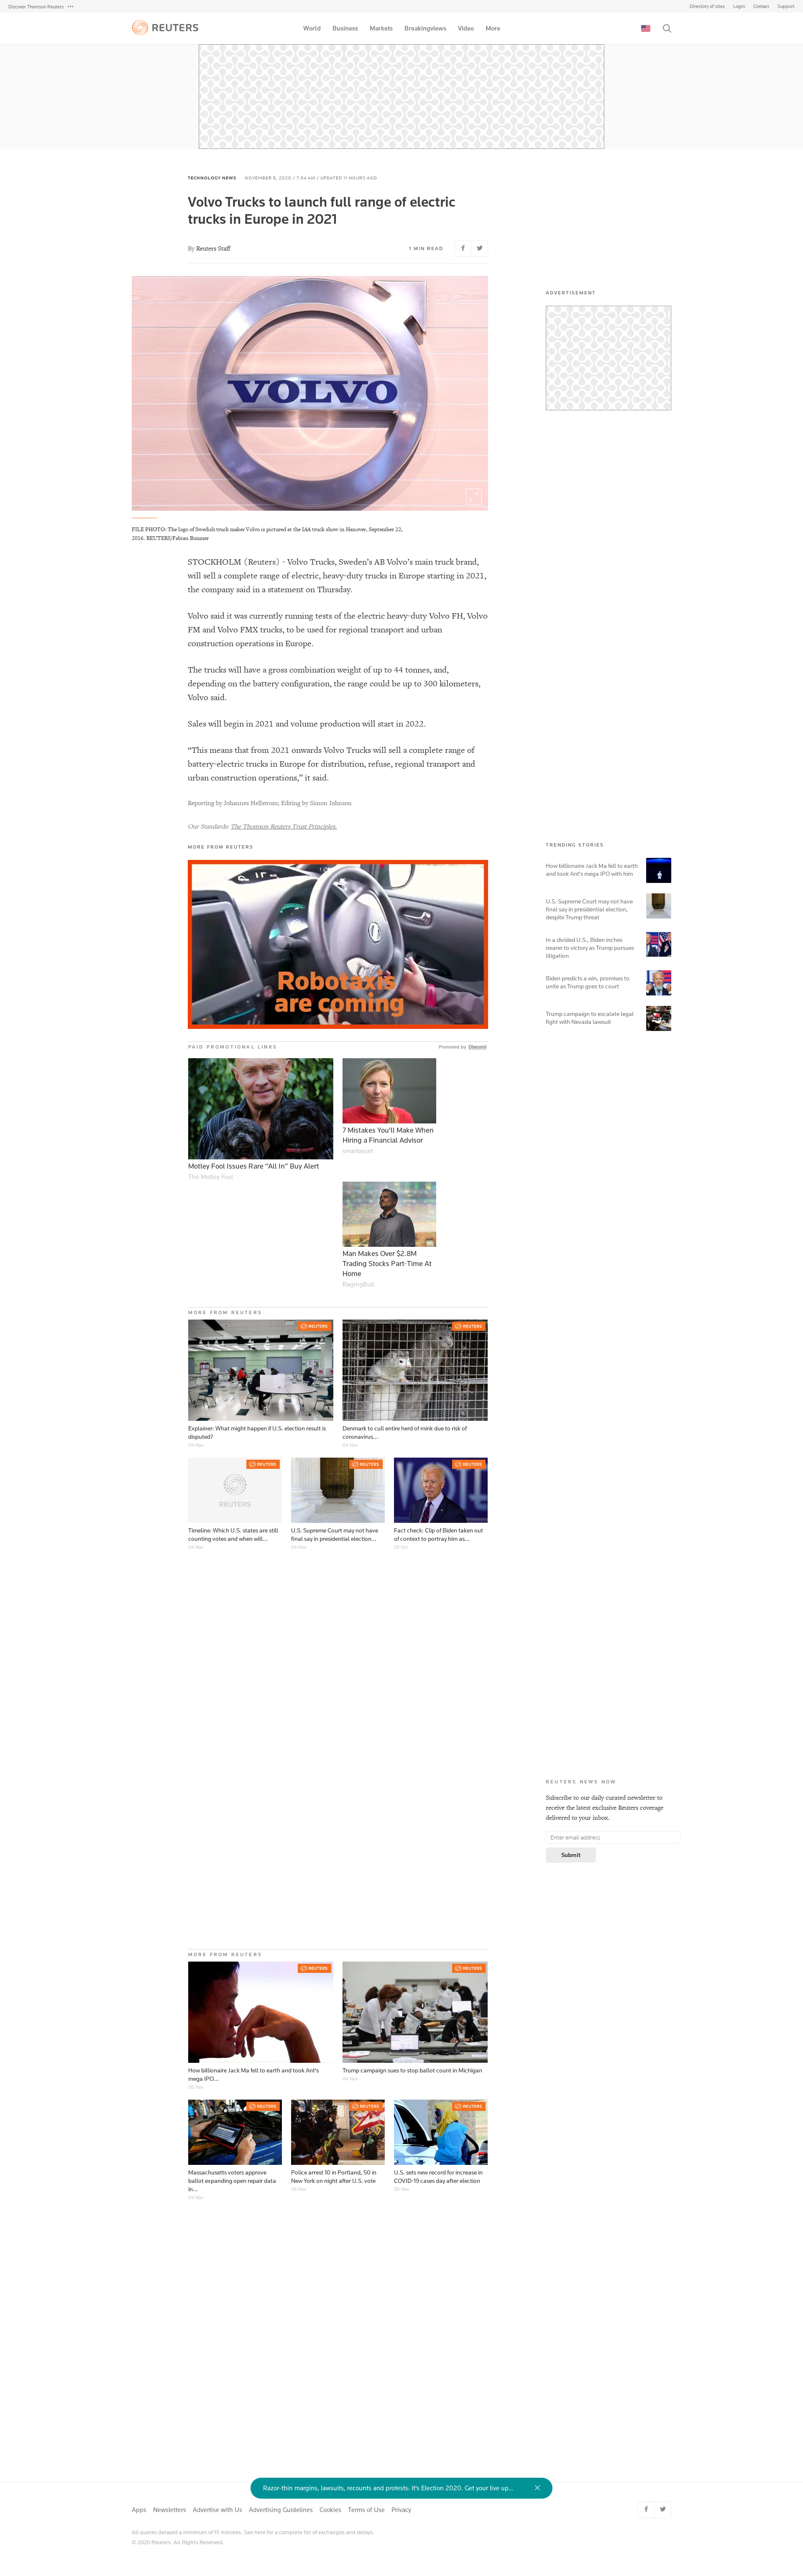 Discover Thomson Reuters
Directory of sites Login Contact Support
REUTERS
World Business Markets Breakingviews Video More
TECHNOLOGY NEWS NOVEMBER 5, 2020 / 7:34 AM / UPDATED 11 HOURS AGO
Volvo Trucks to launch full range of electric
trucks in Europe in 2021
By Reuters Staff
1 MIN READ
VOLVO
ADVERTISEMENT
FILE PHOTO: The logo of Swedish truck maker Volvo is pictured at the IAA truck show in Hanover, September 22,
2016. REUTERS/Fabian Bimmer
STOCKHOLM (Reuters) - Volvo Trucks, Sweden’s AB Volvo’s main truck brand,
will sell a complete range of electric, heavy-duty trucks in Europe starting in 2021,
the company said in a statement on Thursday.
Volvo said it was currently running tests of the electric heavy-duty Volvo FH, Volvo
FM and Volvo FMX trucks, to be used for regional transport and urban
construction operations in Europe.
The trucks will have a gross combination weight of up to 44 tonnes, and,
depending on the battery configuration, the range could be up to 300 kilometers,
Volvo said.
Sales will begin in 2021 and volume production will start in 2022.
“This means that from 2021 onwards Volvo Trucks will sell a complete range of
battery-electric trucks in Europe for distribution, refuse, regional transport and
urban construction operations,” it said.
Reporting by Johannes Hellstrom; Editing by Simon Johnson
Our Standards: The Thomson Reuters Trust Principles.
MORE FROM REUTERS
Robotaxis
are coming
TRENDING STORIES
How billionaire Jack Ma fell to earth
and took Ant's mega IPO with him
U.S. Supreme Court may not have
final say in presidential election,
despite Trump threat
In a divided U.S., Biden inches
nearer to victory as Trump pursues
litigation
Biden predicts a win, promises to
unite as Trump goes to court
Trump campaign to escalate legal
fight with Nevada lawsuit
PAID PROMOTIONAL LINKS
Promoted by Dianomi
Motley Fool Issues Rare “All In” Buy Alert
The Motley Fool
7 Mistakes You'll Make When
Hiring a Financial Advisor
smartasset
Man Makes Over $2.8M
Trading Stocks Part-Time At
Home
RagingBull
MORE FROM REUTERS
REUTERS
REUTERS
Explainer: What might happen if U.S. election result is
disputed?
04 Nov
Denmark to cull entire herd of mink due to risk of
coronavirus...
04 Nov
REUTERS
REUTERS
REUTERS
REUTERS
Timeline: Which U.S. states are still
counting votes and when will...
04 Nov
U.S. Supreme Court may not have
final say in presidential election...
04 Nov
Fact check: Clip of Biden taken out
of context to portray him as...
29 Oct
REUTERS NEWS NOW
Subscribe to our daily curated newsletter to
receive the latest exclusive Reuters coverage
delivered to your inbox.
Enter email address
Submit
MORE FROM REUTERS
REUTERS
REUTERS
How billionaire Jack Ma fell to earth and took Ant's
mega IPO...
05 Nov
Trump campaign sues to stop ballot count in Michigan
04 Nov
REUTERS
REUTERS
REUTERS
Massachusetts voters approve
ballot expanding open repair data
in...
04 Nov
Police arrest 10 in Portland, 50 in
New York on night after U.S. vote
05 Nov
U.S. sets new record for increase in
COVID-19 cases day after election
05 Nov
Razor-thin margins, lawsuits, recounts and protests: It's Election 2020. Get your live up...
Apps Newsletters Advertise with Us Advertising Guidelines Cookies Terms of Use Privacy
All quotes delayed a minimum of 15 minutes. See here for a complete list of exchanges and delays.
© 2020 Reuters. All Rights Reserved.